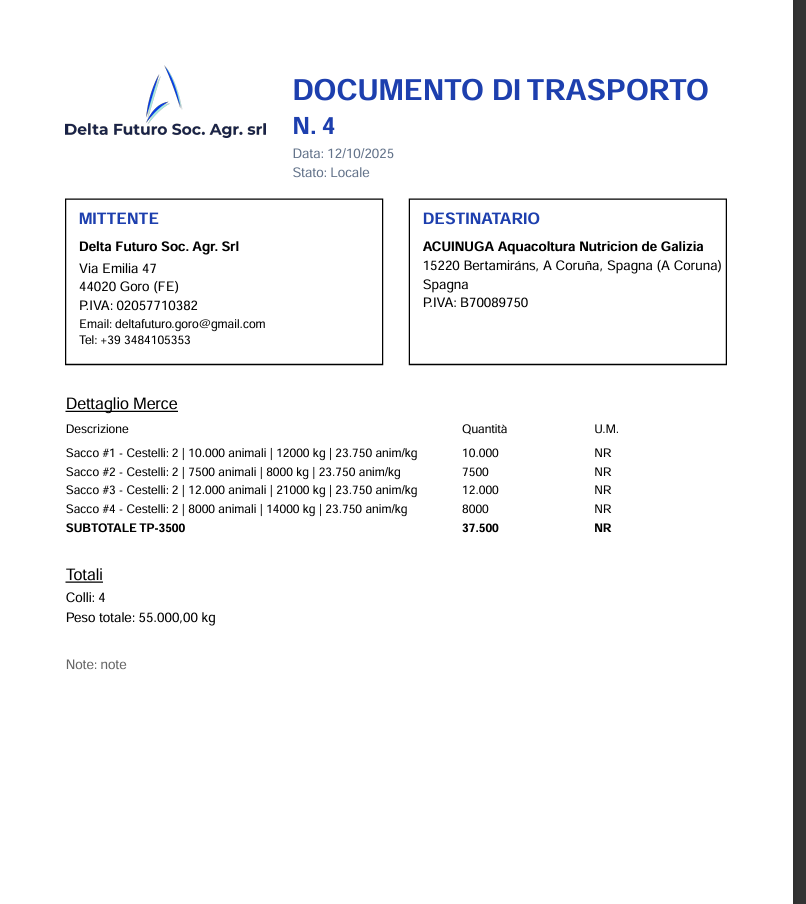 Delta Futuro Soc. Agr. srl
DOCUMENTO DI TRASPORTO
N. 4
Data: 12/10/2025
Stato: Locale
MITTENTE
Delta Futuro Soc. Agr. Srl
Via Emilia 47
44020 Goro (FE)
P.IVA: 02057710382
Email: deltafuturo.goro@gmail.com
Tel: +39 3484105353
DESTINATARIO
ACUINUGA Aquacoltura Nutricion de Galizia
15220 Bertamiráns, A Coruña, Spagna (A Coruna)
Spagna
P.IVA: B70089750
Dettaglio Merce
Descrizione Quantità U.M.
Sacco #1 - Cestelli: 2 | 10.000 animali | 12000 kg | 23.750 anim/kg 10.000 NR
Sacco #2 - Cestelli: 2 | 7500 animali | 8000 kg | 23.750 anim/kg 7500 NR
Sacco #3 - Cestelli: 2 | 12.000 animali | 21000 kg | 23.750 anim/kg 12.000 NR
Sacco #4 - Cestelli: 2 | 8000 animali | 14000 kg | 23.750 anim/kg 8000 NR
SUBTOTALE TP-3500 37.500 NR
Totali
Colli: 4
Peso totale: 55.000,00 kg
Note: note